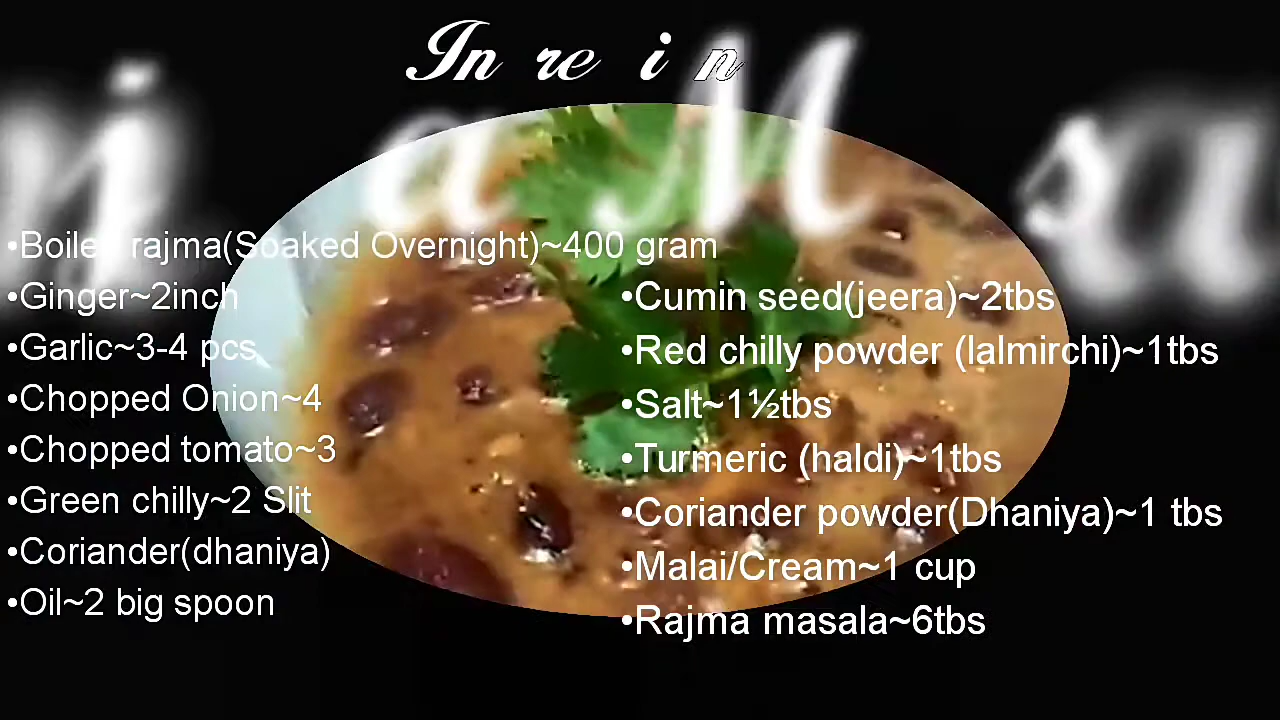 •Boiled rajma(Soaked Overnight)~400 gram
•Ginger~2inch
•Garlic~3-4 pcs
•Chopped Onion~4
•Chopped tomato~3
•Green chilly~2 Slit
•Coriander(dhaniya)
•Oil~2 big spoon
•Cumin seed(jeera)~2tbs
•Red chilly powder (lalmirchi)~1tbs
•Salt~1½tbs
•Turmeric (haldi)~1tbs
•Coriander powder(Dhaniya)~1 tbs
•Malai/Cream~1 cup
•Rajma masala~6tbs